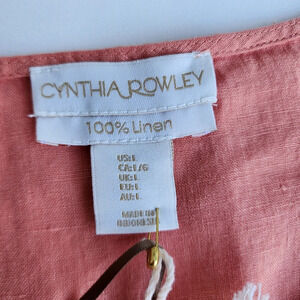 CYNTHIA ROWLEY
100% Linen
US:L
CA:L/G
UK:L
EU:L
AU:L
MADE IN
INDONESIA